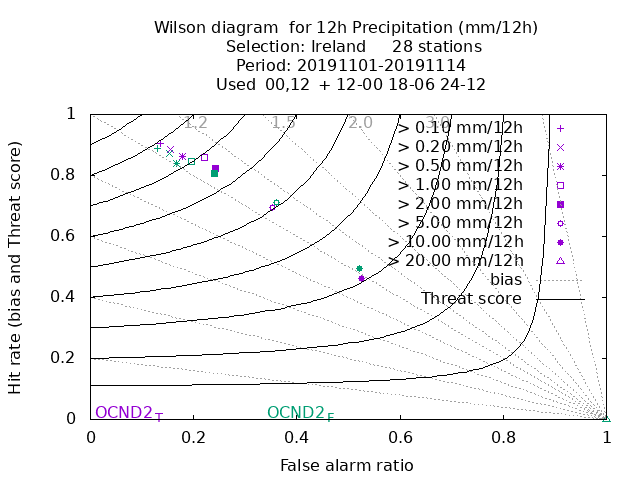 Wilson diagram  for 12h Precipitation (mm/12h)
Selection: Ireland     28 stations
Period: 20191101-20191114
Used  00,12  + 12-00 18-06 24-12
1.2 1.5 2.0 3.0
> 0.10 mm/12h
> 0.20 mm/12h
> 0.50 mm/12h
> 1.00 mm/12h
> 2.00 mm/12h
> 5.00 mm/12h
> 10.00 mm/12h
> 20.00 mm/12h
bias
Threat score
1
0.8
0.6
0.4
0.2
0
Hit rate (bias and Threat score)
OCND2_T OCND2_F
0 0.2 0.4 0.6 0.8 1
False alarm ratio